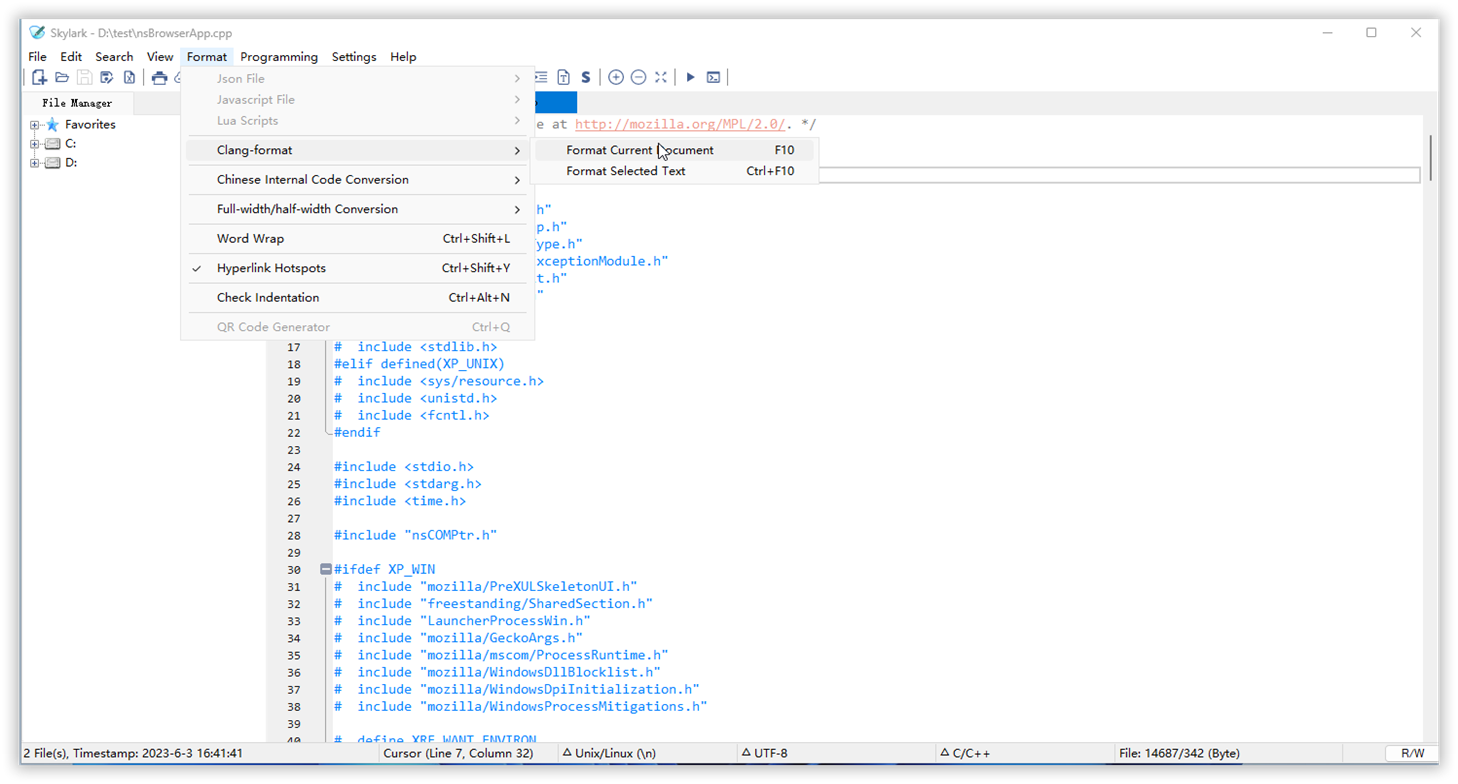 Skylark - D:\test\nsBrowserApp.cpp
File Edit Search View Format Programming Settings Help
File Manager
Favorites
C:
D:
Json File
Javascript File
Lua Scripts
Clang-format
Chinese Internal Code Conversion
Full-width/half-width Conversion
Word Wrap Ctrl+Shift+L
Hyperlink Hotspots Ctrl+Shift+Y
Check Indentation Ctrl+Alt+N
QR Code Generator Ctrl+Q
Format Current Document F10
Format Selected Text Ctrl+F10
e at http://mozilla.org/MPL/2.0/. */
h"
p.h"
ype.h"
xceptionModule.h"
t.h"
"
17 #  include <stdlib.h>
18 #elif defined(XP_UNIX)
19 #  include <sys/resource.h>
20 #  include <unistd.h>
21 #  include <fcntl.h>
22 #endif
23
24 #include <stdio.h>
25 #include <stdarg.h>
26 #include <time.h>
27
28 #include "nsCOMPtr.h"
29
30 #ifdef XP_WIN
31 #  include "mozilla/PreXULSkeletonUI.h"
32 #  include "freestanding/SharedSection.h"
33 #  include "LauncherProcessWin.h"
34 #  include "mozilla/GeckoArgs.h"
35 #  include "mozilla/mscom/ProcessRuntime.h"
36 #  include "mozilla/WindowsDllBlocklist.h"
37 #  include "mozilla/WindowsDpiInitialization.h"
38 #  include "mozilla/WindowsProcessMitigations.h"
39
40 #  define XRE_WANT_ENVIRON
2 File(s), Timestamp: 2023-6-3 16:41:41 Cursor (Line 7, Column 32) Unix/Linux (\n) UTF-8 C/C++ File: 14687/342 (Byte) R/W